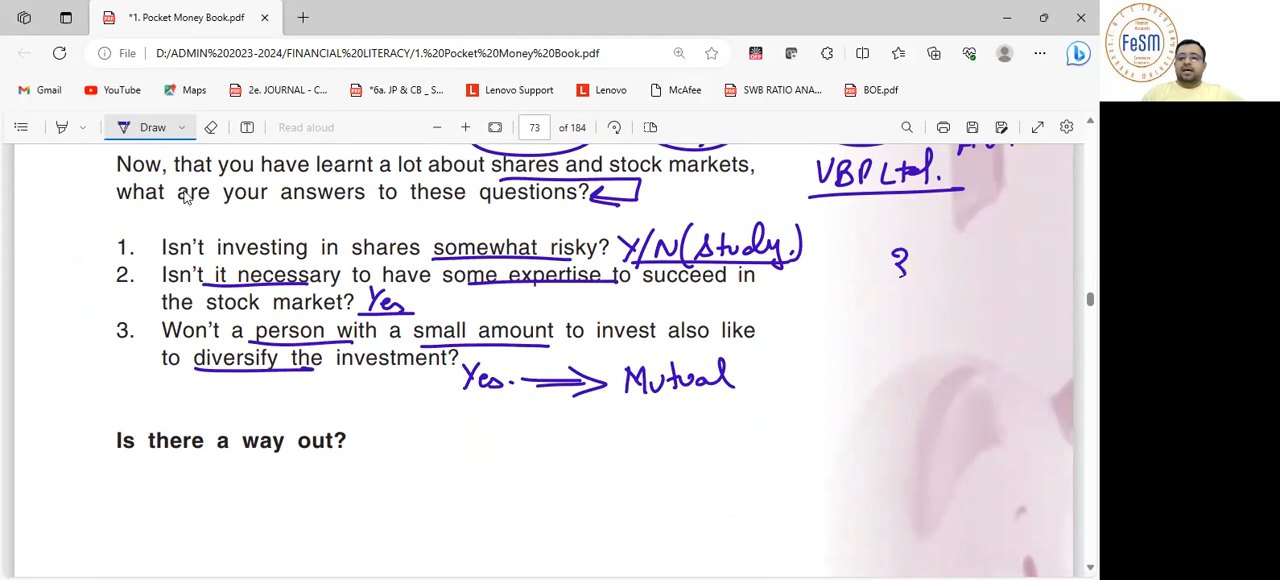 *1. Pocket Money Book.pdf
File D:/ADMIN%202023-2024/FINANCIAL%20LITERACY/1.%20Pocket%20Money%20Book.pdf
Gmail YouTube Maps 2e. JOURNAL - C... *6a. JP & CB _ S... Lenovo Support Lenovo McAfee SWB RATIO ANA... BOE.pdf
Draw Read aloud 73 of 184
FeSM
Now, that you have learnt a lot about shares and stock markets,
what are your answers to these questions?
VBP Ltd.
1. Isn't investing in shares somewhat risky? Y/N (Study.)
2. Isn't it necessary to have some expertise to succeed in
the stock market? Yes
3. Won't a person with a small amount to invest also like
to diversify the investment?
Yes. ⟹ Mutual
Is there a way out?